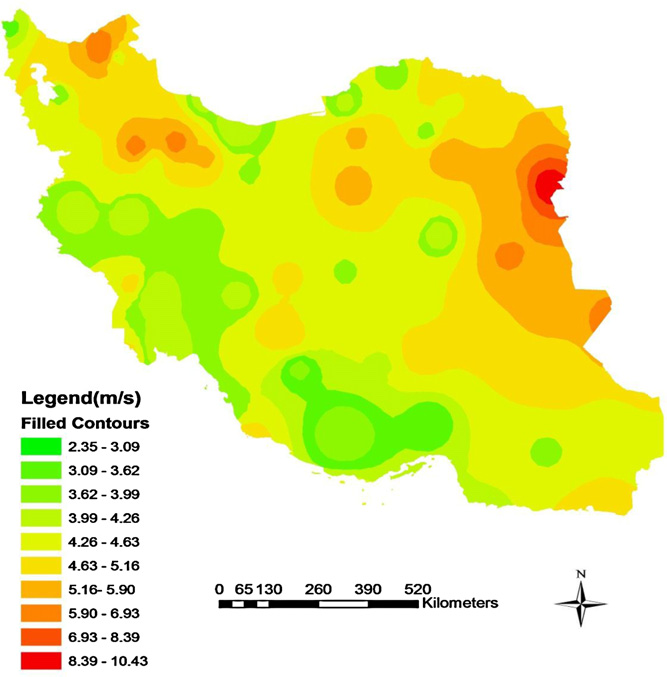 Legend(m/s)
Filled Contours
2.35 - 3.09
3.09 - 3.62
3.62 - 3.99
3.99 - 4.26
4.26 - 4.63
4.63 - 5.16
5.16- 5.90
5.90 - 6.93
6.93 - 8.39
8.39 - 10.43
0 65 130 260 390 520
Kilometers
N